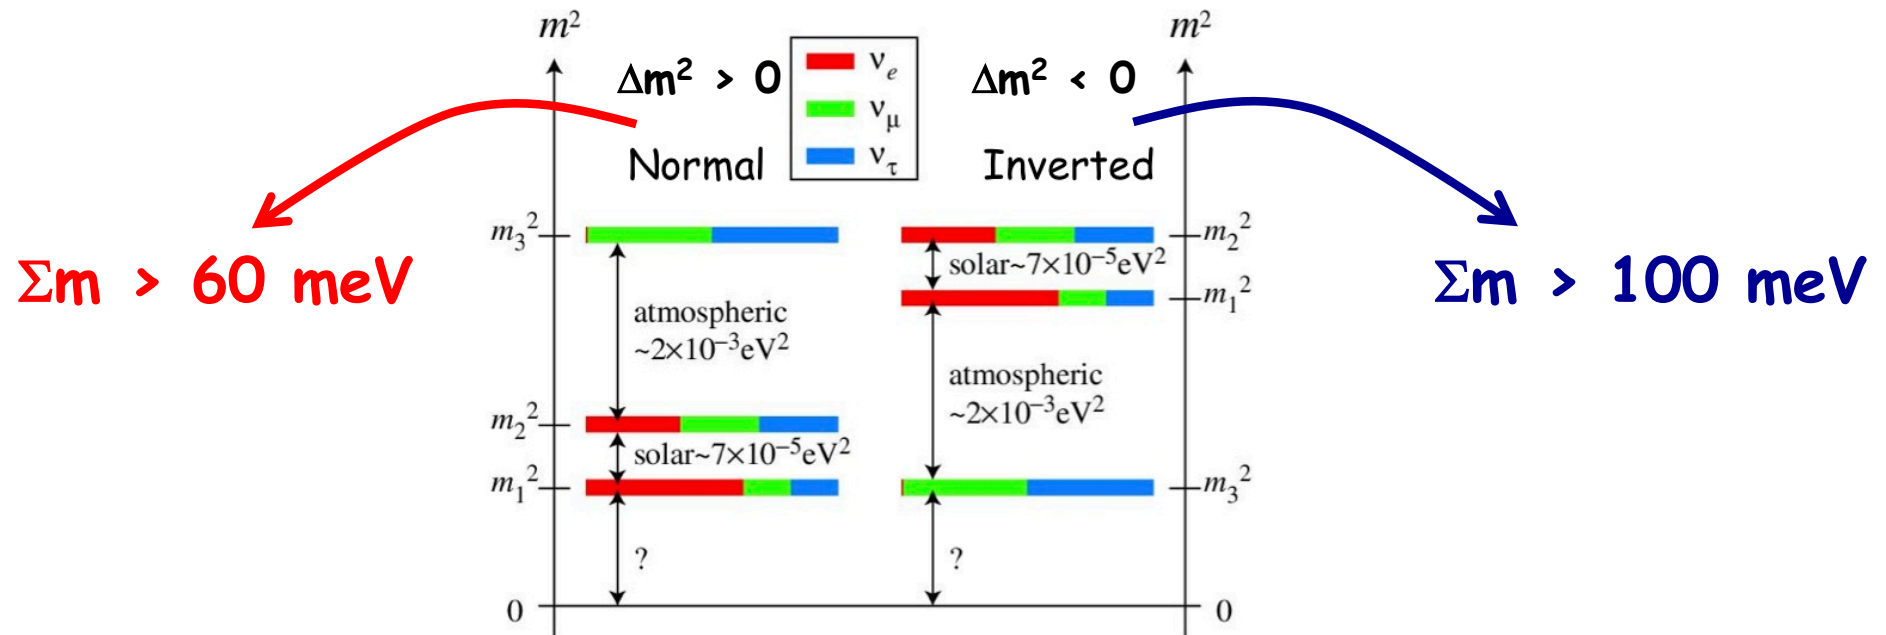 m²
m²
Δm² > 0
Δm² < 0
νe
νμ
ντ
Normal
Inverted
Σm > 60 meV
Σm > 100 meV
m₃²
m₂²
solar~7×10⁻⁵eV²
m₁²
atmospheric
~2×10⁻³eV²
atmospheric
~2×10⁻³eV²
m₂²
solar~7×10⁻⁵eV²
m₁²
m₃²
?
?
0
0